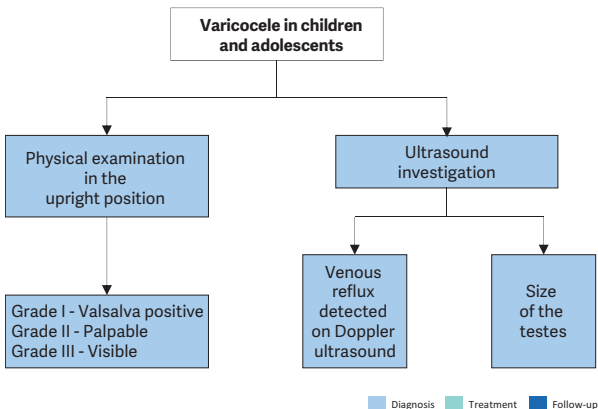 Varicocele in children
and adolescents
Physical examination
in the
upright position
Ultrasound
investigation
Grade I - Valsalva positive
Grade II - Palpable
Grade III - Visible
Venous
reflux
detected
on Doppler
ultrasound
Size
of the
testes
Diagnosis Treatment Follow-up